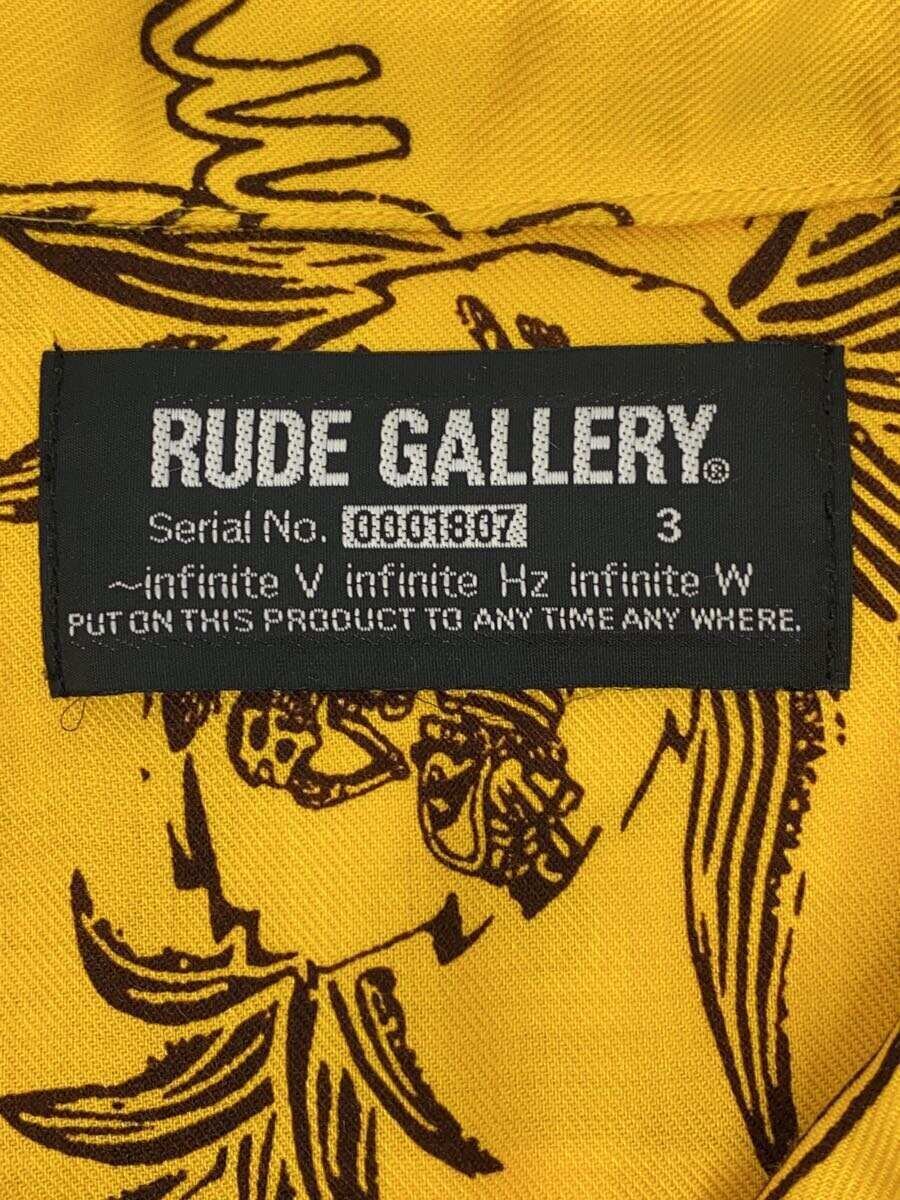 RUDE GALLERY®
Serial No. 0001807 3
~infinite V infinite Hz infinite W
PUT ON THIS PRODUCT TO ANY TIME ANY WHERE.